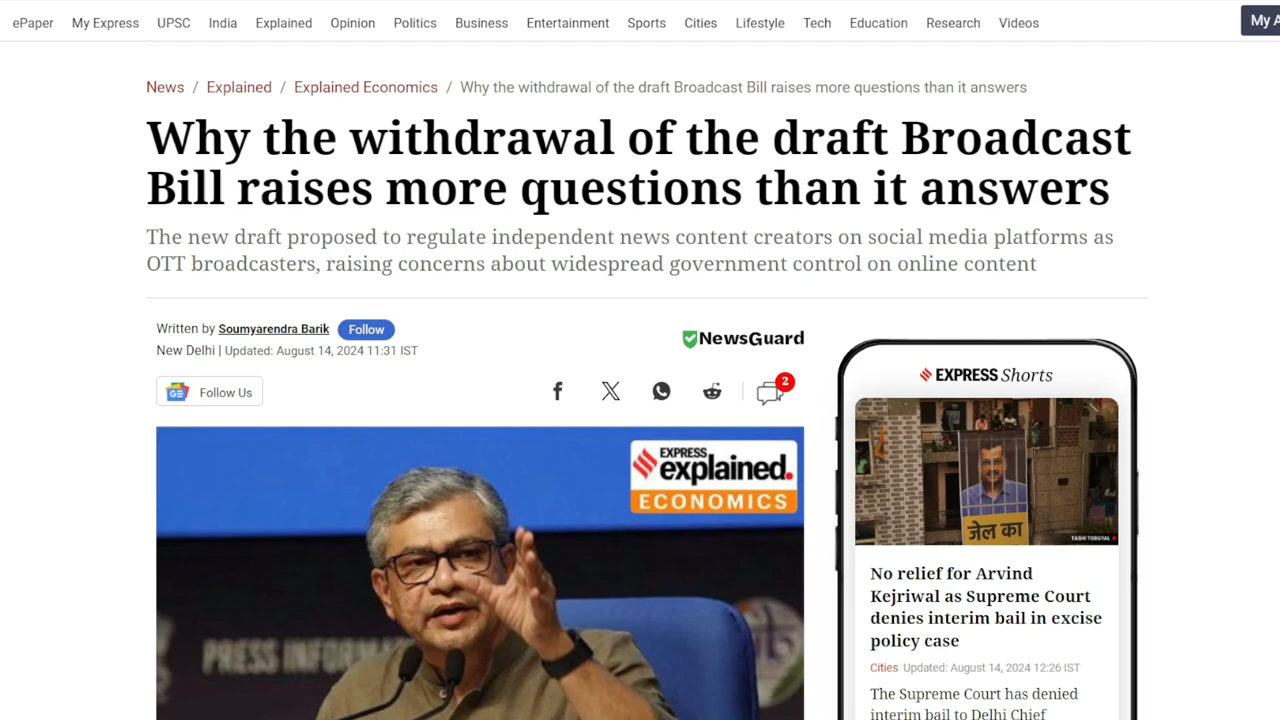 ePaper My Express UPSC India Explained Opinion Politics Business Entertainment Sports Cities Lifestyle Tech Education Research Videos
My A
News / Explained / Explained Economics / Why the withdrawal of the draft Broadcast Bill raises more questions than it answers
Why the withdrawal of the draft Broadcast
Bill raises more questions than it answers
The new draft proposed to regulate independent news content creators on social media platforms as
OTT broadcasters, raising concerns about widespread government control on online content
Written by Soumyarendra Barik Follow
New Delhi | Updated: August 14, 2024 11:31 IST
NewsGuard
GE Follow Us
2
EXPRESS
explained.
ECONOMICS
PRESS INFORM
EXPRESS Shorts
जेल का
TASHI TOBGYAL
No relief for Arvind
Kejriwal as Supreme Court
denies interim bail in excise
policy case
Cities Updated: August 14, 2024 12:26 IST
The Supreme Court has denied
interim bail to Delhi Chief